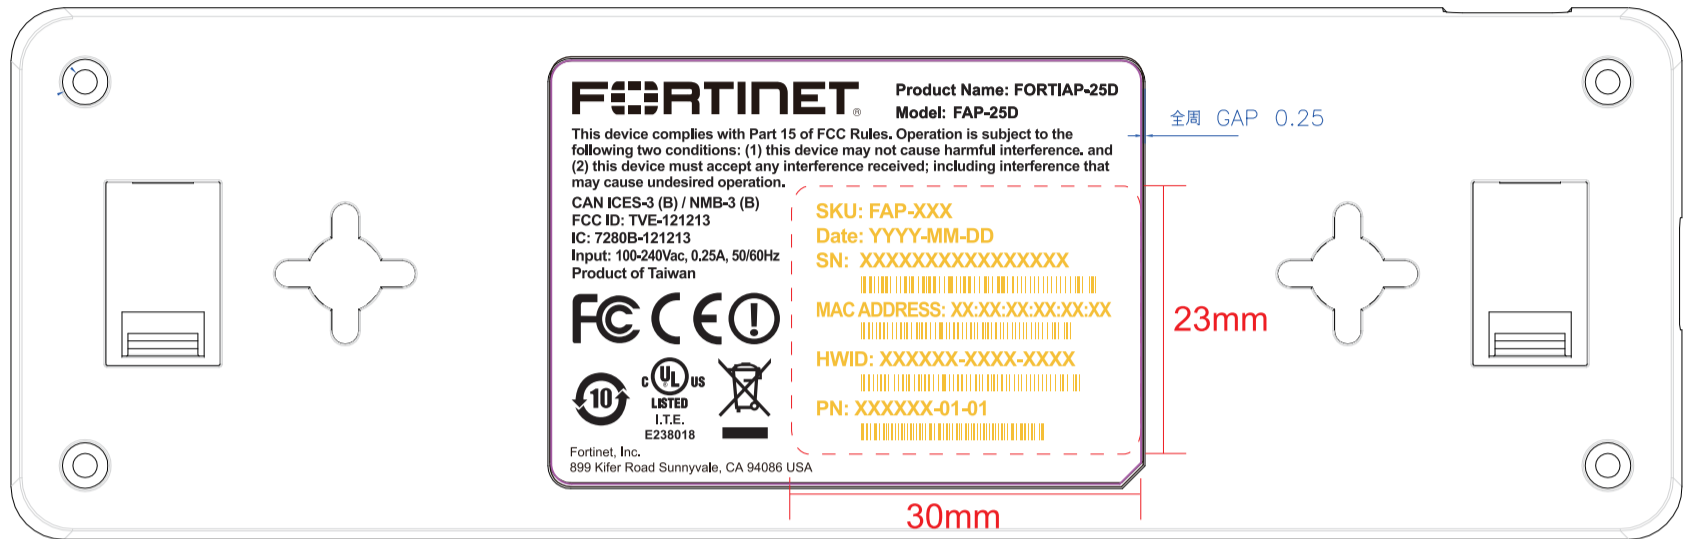 FORTINET®
Product Name: FORTIAP-25D
Model: FAP-25D
This device complies with Part 15 of FCC Rules. Operation is subject to the
following two conditions: (1) this device may not cause harmful interference. and
(2) this device must accept any interference received; including interference that
may cause undesired operation.
CAN ICES-3 (B) / NMB-3 (B)
FCC ID: TVE-121213
IC: 7280B-121213
Input: 100-240Vac, 0.25A, 50/60Hz
Product of Taiwan
FC CE
10
C UL US
®
LISTED
I.T.E.
E238018
Fortinet, Inc.
899 Kifer Road Sunnyvale, CA 94086 USA
SKU: FAP-XXX
Date: YYYY-MM-DD
SN: XXXXXXXXXXXXXXXX
MAC ADDRESS: XX:XX:XX:XX:XX:XX
HWID: XXXXXX-XXXX-XXXX
PN: XXXXXX-01-01
全周 GAP 0.25
23mm
30mm